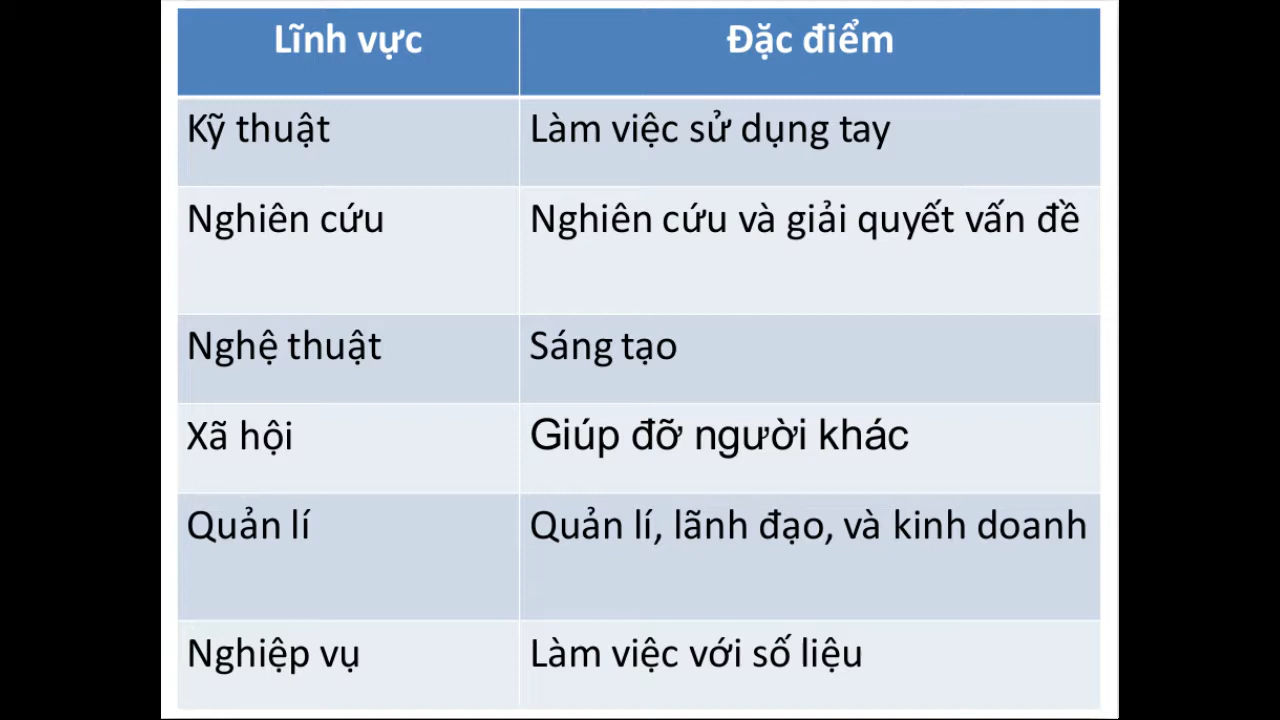 Lĩnh vực Đặc điểm
Kỹ thuật Làm việc sử dụng tay
Nghiên cứu Nghiên cứu và giải quyết vấn đề
Nghệ thuật Sáng tạo
Xã hội Giúp đỡ người khác
Quản lí Quản lí, lãnh đạo, và kinh doanh
Nghiệp vụ Làm việc với số liệu